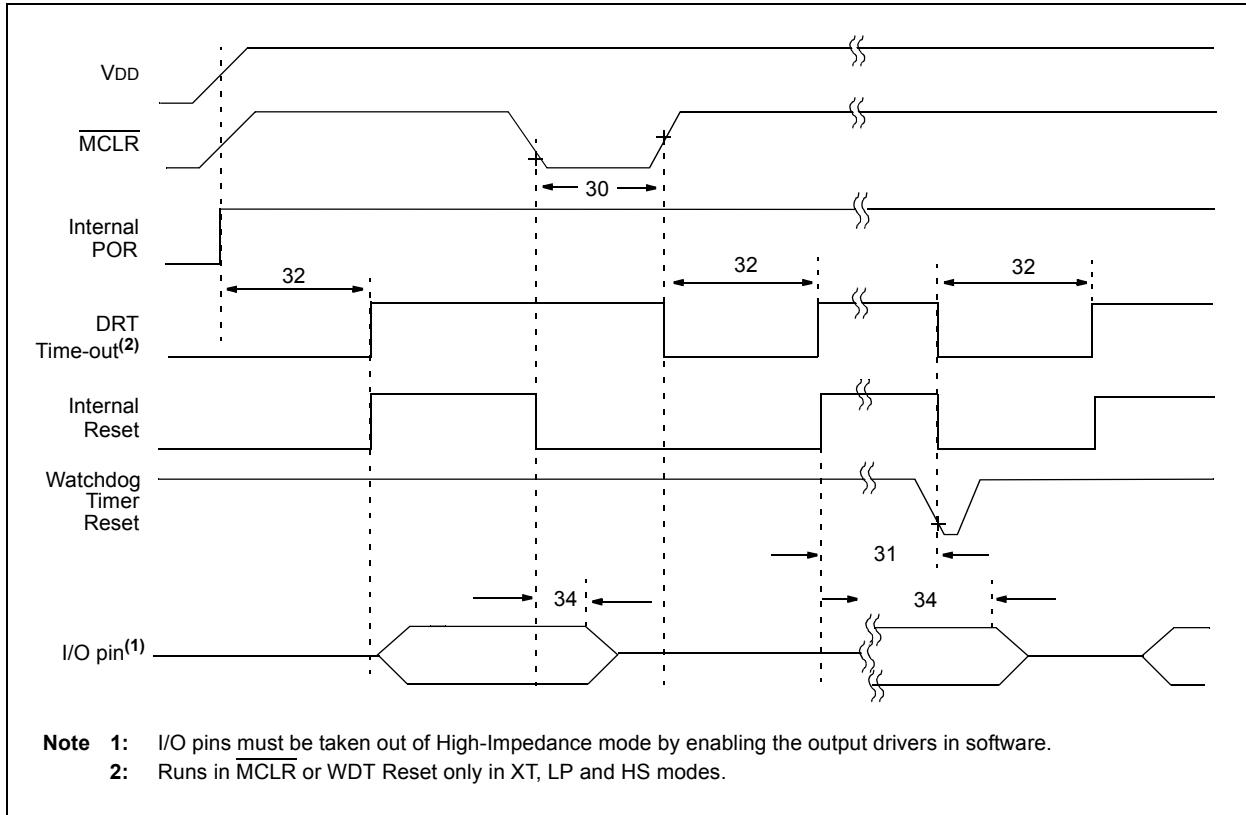 VDD
MCLR
30
Internal
POR
32
32
32
DRT
Time-out(2)
Internal
Reset
Watchdog
Timer
Reset
31
34
34
I/O pin(1)
Note 1: I/O pins must be taken out of High-Impedance mode by enabling the output drivers in software.
2: Runs in MCLR or WDT Reset only in XT, LP and HS modes.